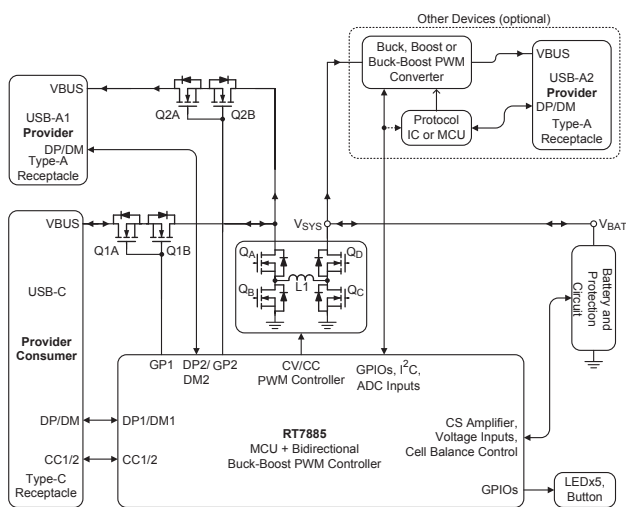 Other Devices (optional)
Buck, Boost or
Buck-Boost PWM
Converter
VBUS
USB-A2
Provider
DP/DM
Type-A
Receptacle
Protocol
IC or MCU
VBUS
USB-A1
Provider
DP/DM
Type-A
Receptacle
Q2A
Q2B
VBUS
Q1A
Q1B
USB-C
Provider
Consumer
DP/DM
CC1/2
Type-C
Receptacle
VSYS
VBAT
QA
QB
QD
QC
L1
Battery and
Protection
Circuit
GP1
DP2/
DM2
GP2
CV/CC
PWM Controller
GPIOs, I²C,
ADC Inputs
DP1/DM1
CC1/2
RT7885
MCU + Bidirectional
Buck-Boost PWM Controller
CS Amplifier,
Voltage Inputs,
Cell Balance Control
GPIOs
LEDx5,
Button